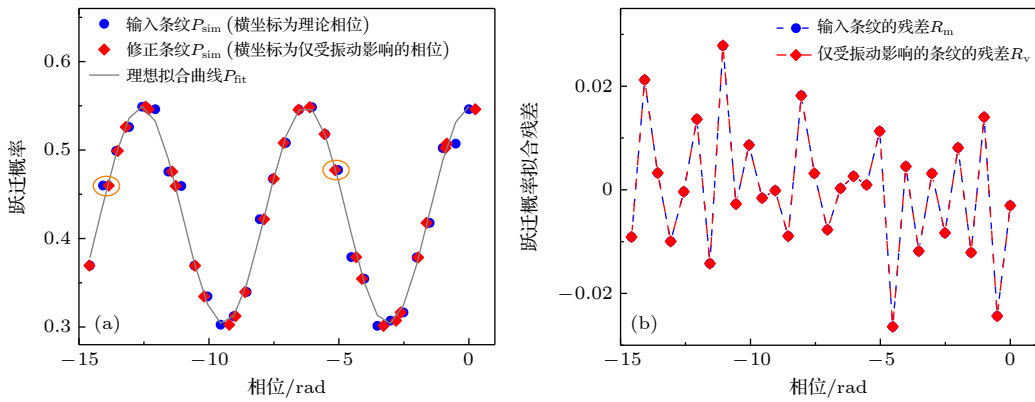 输入条纹Psim (横坐标为理论相位)
修正条纹Psim (横坐标为仅受振动影响的相位)
理想拟合曲线Pfit
0.6
0.5
0.4
0.3
跃迁概率
(a)
−15
−10
−5
0
相位/rad
输入条纹的残差Rm
仅受振动影响的条纹的残差Rv
0.02
0
−0.02
跃迁概率拟合残差
(b)
−15
−10
−5
0
相位/rad